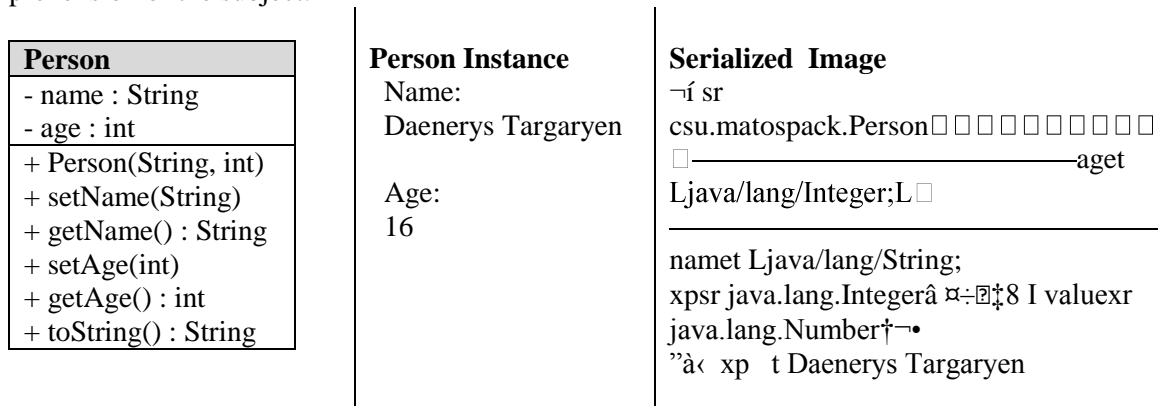 Person
- name : String
- age : int
+ Person(String, int)
+ setName(String)
+ getName() : String
+ setAge(int)
+ getAge() : int
+ toString() : String
Person Instance
Name:
Daenerys Targaryen
Age:
16
Serialized Image
¬í sr
csu.matospack.Person□□□□□□□□□□
□aget
Ljava/lang/Integer;L□
namet Ljava/lang/String;
xpsr java.lang.Integerâ ¤÷⍰‡8 I valuexr
java.lang.Number†¬•
”à‹ xp t Daenerys Targaryen